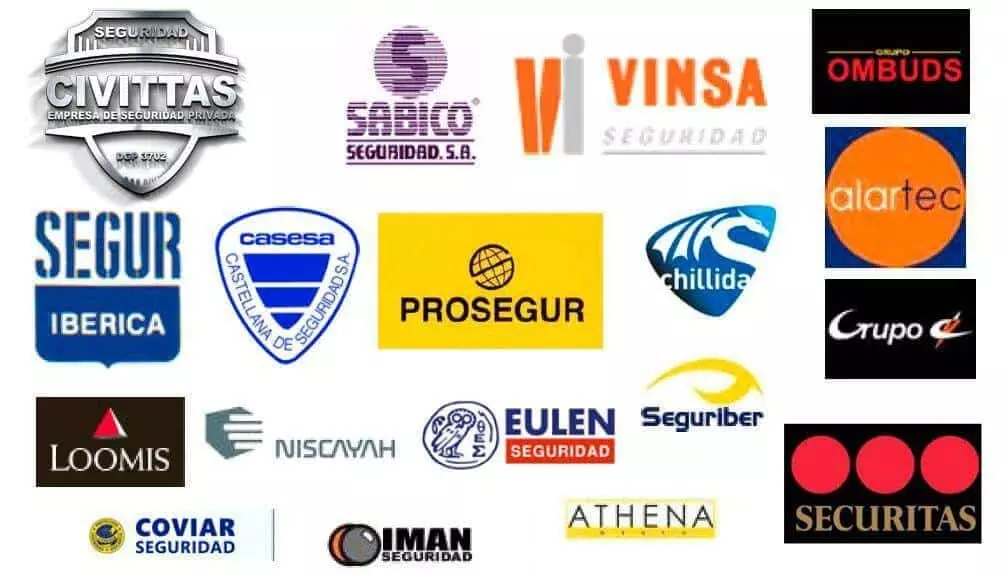 SEGURIDAD
CIVITTAS
EMPRESA DE SEGURIDAD PRIVADA
DGP 3702
SABICO
SEGURIDAD. S.A.
VINSA
SEGURIDAD
GRUPO
OMBUDS
alartec
SEGUR
IBERICA
casesa
CASTELLANA DE SEGURIDAD S.A.
PROSEGUR
chillida
Grupo
LOOMIS
NISCAYAH
EULEN
SEGURIDAD
Seguriber
SECURITAS
COVIAR
SEGURIDAD
IMAN
SEGURIDAD
ATHENA